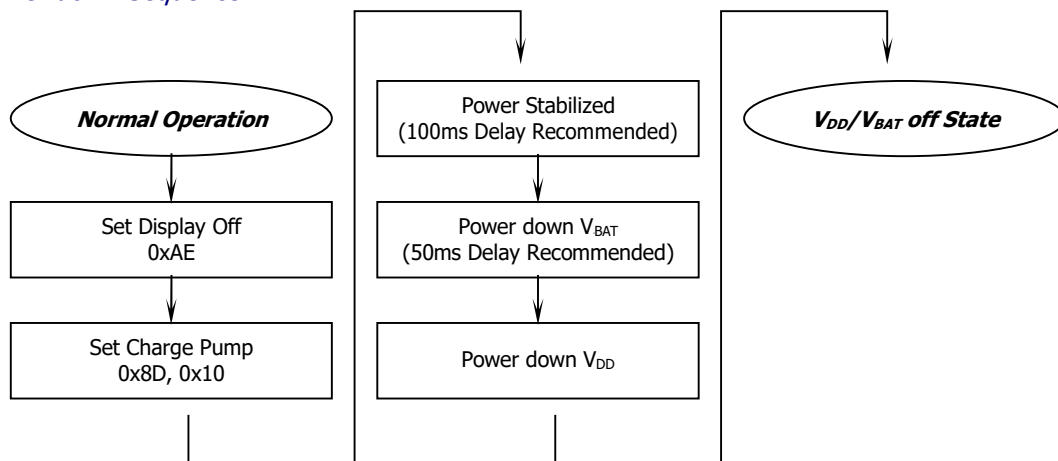 Normal Operation
Set Display Off
0xAE
Set Charge Pump
0x8D, 0x10
Power Stabilized
(100ms Delay Recommended)
Power down VBAT
(50ms Delay Recommended)
Power down VDD
VDD/VBAT off State